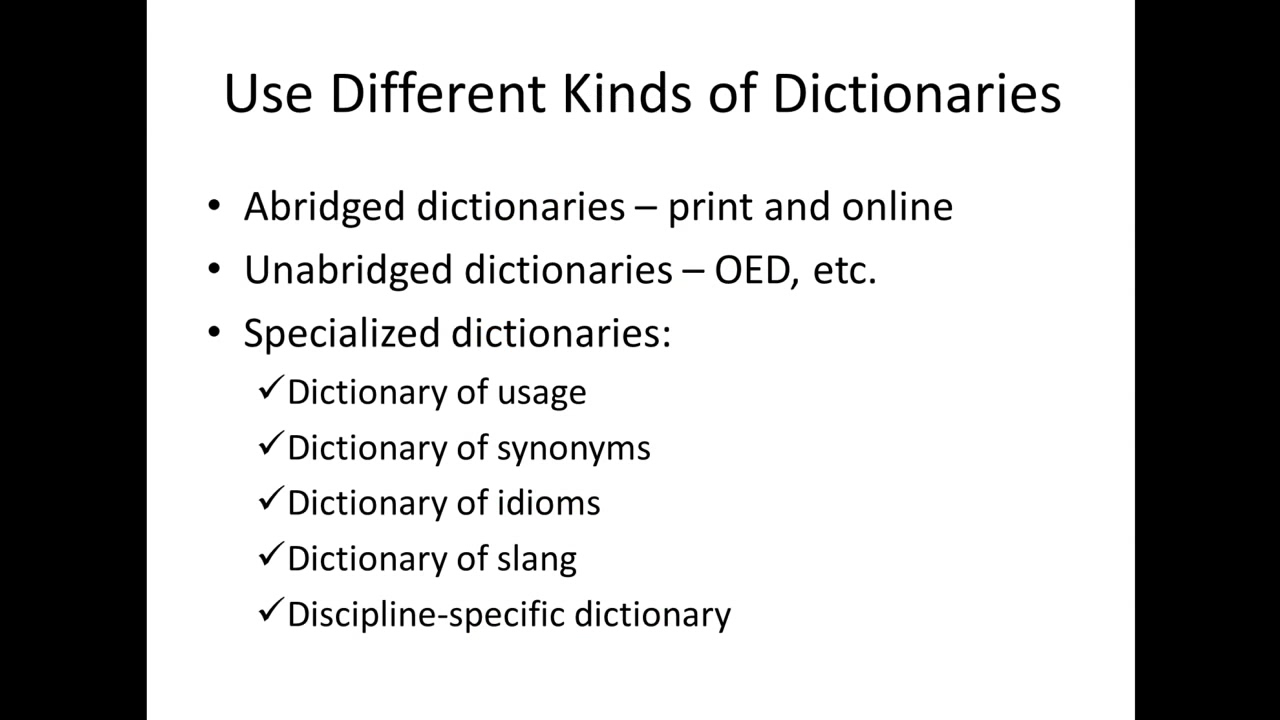 Use Different Kinds of Dictionaries
• Abridged dictionaries – print and online
• Unabridged dictionaries – OED, etc.
• Specialized dictionaries:
✓Dictionary of usage
✓Dictionary of synonyms
✓Dictionary of idioms
✓Dictionary of slang
✓Discipline-specific dictionary